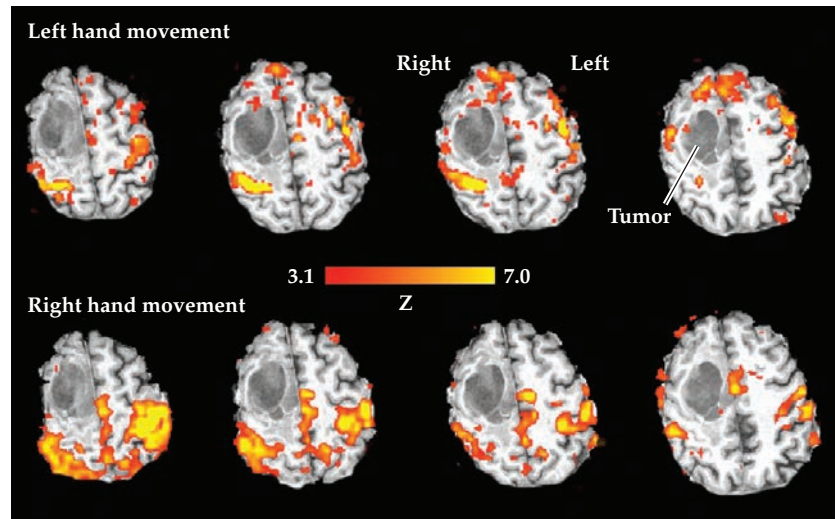 Left hand movement
Right Left
Tumor
3.1 7.0
Z
Right hand movement